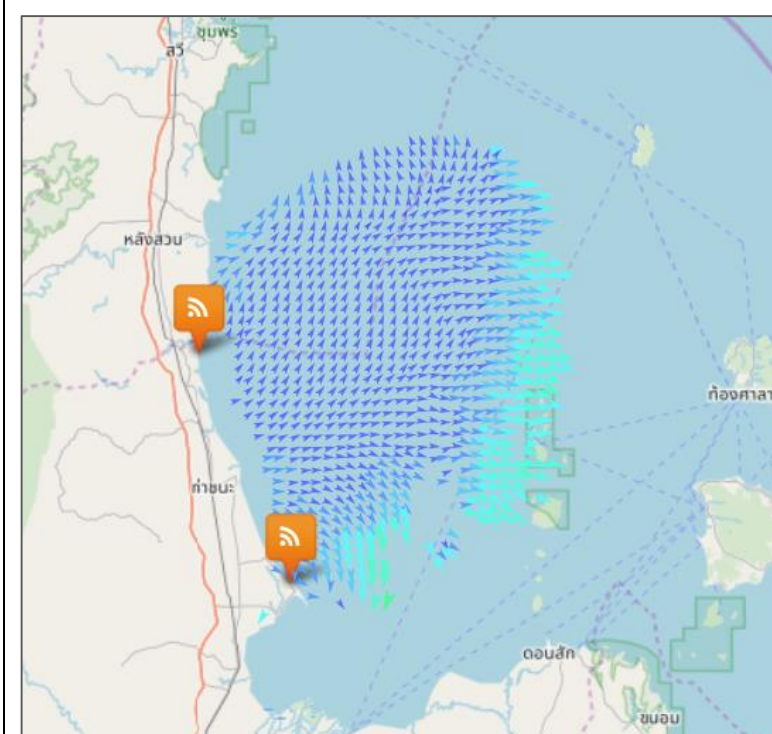 ชุมพร
สวี
หลังสวน
ท้องศาลา
ท่าชนะ
ดอนสัก
ขนอม